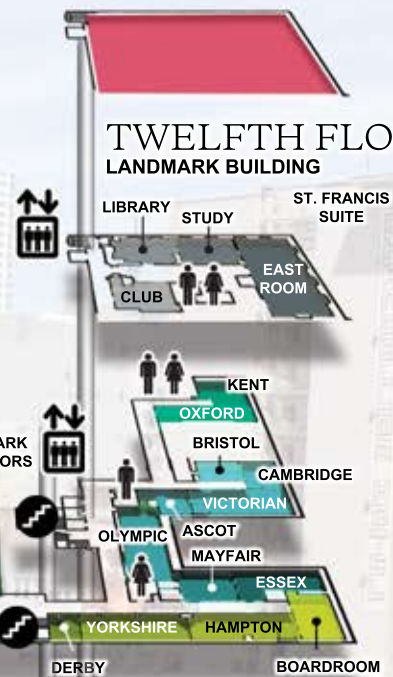 TWELFTH FLO
LANDMARK BUILDING
LIBRARY
STUDY
ST. FRANCIS
SUITE
EAST
ROOM
CLUB
KENT
OXFORD
BRISTOL
ARK
ORS
CAMBRIDGE
VICTORIAN
OLYMPIC
ASCOT
MAYFAIR
ESSEX
YORKSHIRE
HAMPTON
DERBY
BOARDROOM